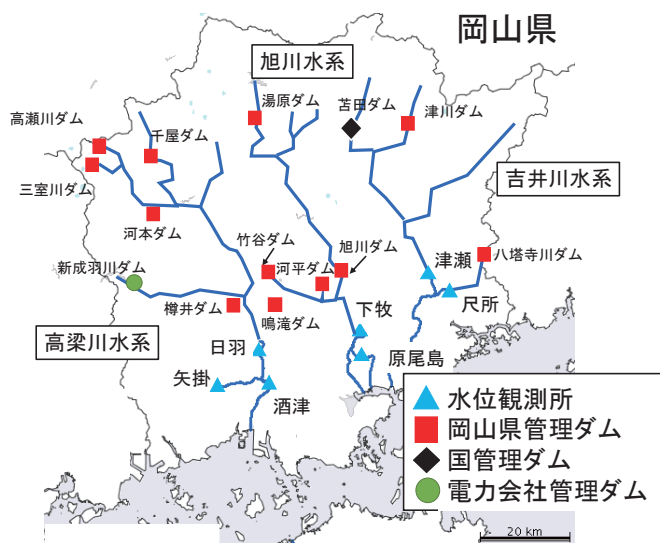 岡山県
旭川水系
湯原ダム
苫田ダム
津川ダム
高瀬川ダム
千屋ダム
三室川ダム
吉井川水系
河本ダム
竹谷ダム
旭川ダム
河平ダム
津瀬
八塔寺川ダム
新成羽川ダム
尺所
樽井ダム
鳴滝ダム
下牧
高梁川水系
日羽
原尾島
矢掛
酒津
水位観測所
岡山県管理ダム
国管理ダム
電力会社管理ダム
20 km